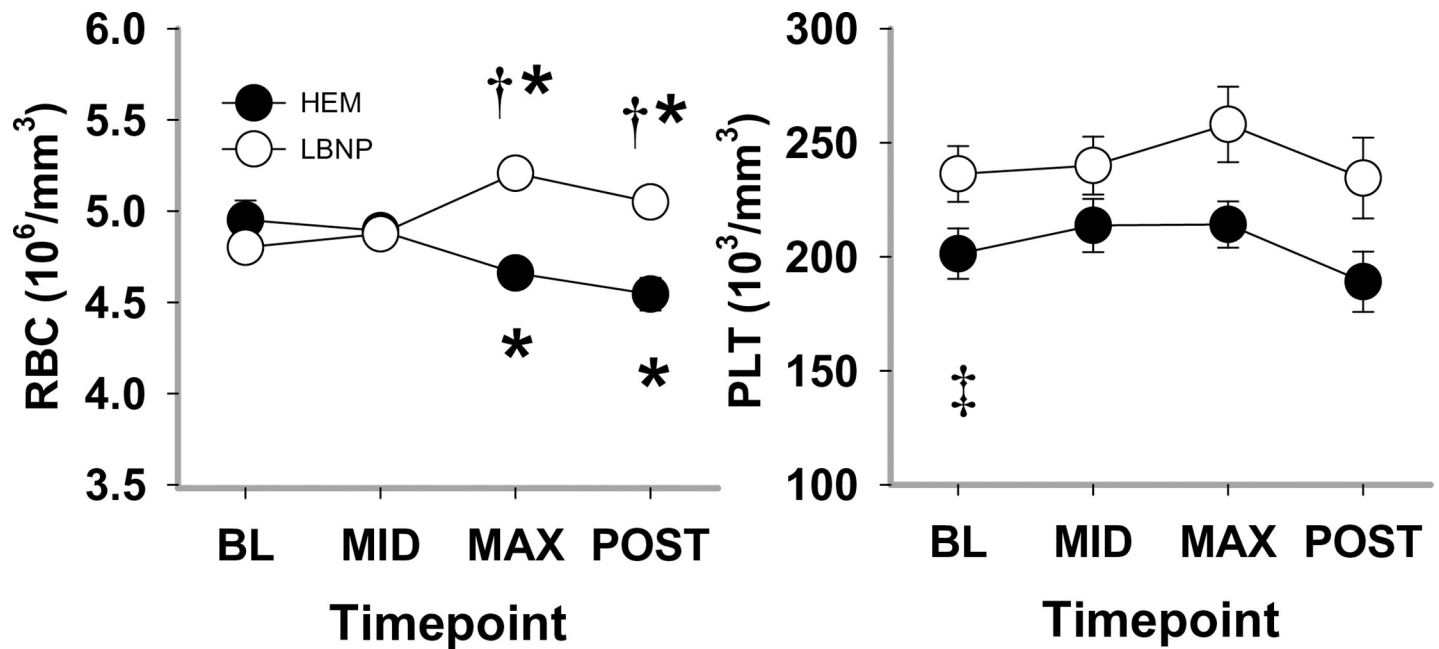 RBC (10⁶/mm³)
6.0
5.5
5.0
4.5
4.0
3.5
HEM
LBNP
†*
†*
*
*
BL MID MAX POST
Timepoint
PLT (10³/mm³)
300
250
200
150
100
‡
BL MID MAX POST
Timepoint